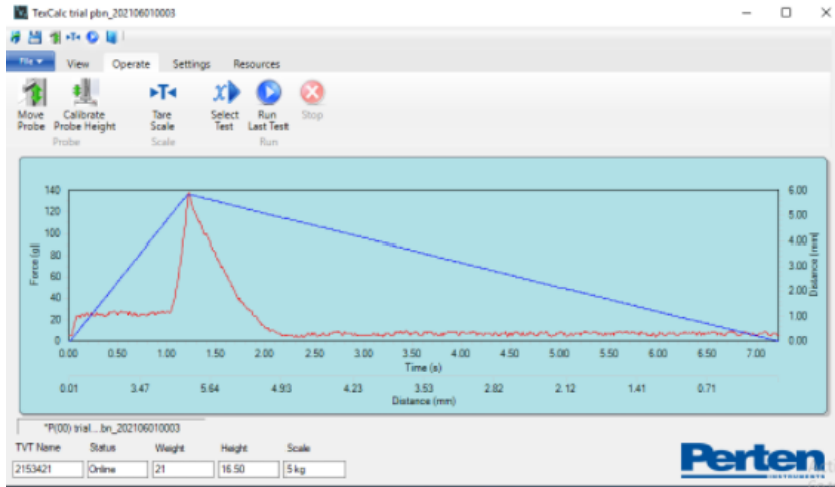 TexCalc trial pbn_202106010003
File
View Operate Settings Resources
Move Probe
Calibrate Probe Height
Tare Scale
Select Test
Run Last Test
Stop
Probe Scale Run
140 6.00
120 5.00
100 4.00
80 3.00
60 2.00
40 1.00
20 0.00
0
Force (g)
Distance (mm)
0.00 0.50 1.00 1.50 2.00 2.50 3.00 3.50 4.00 4.50 5.00 5.50 6.00 6.50 7.00
Time (s)
0.01 3.47 5.64 4.93 4.23 3.53 2.82 2.12 1.41 0.71
Distance (mm)
*P(00) trial....bn_202106010003
TVT Name Status Weight Height Scale
2153421 Online 21 16.50 5 kg
Perten